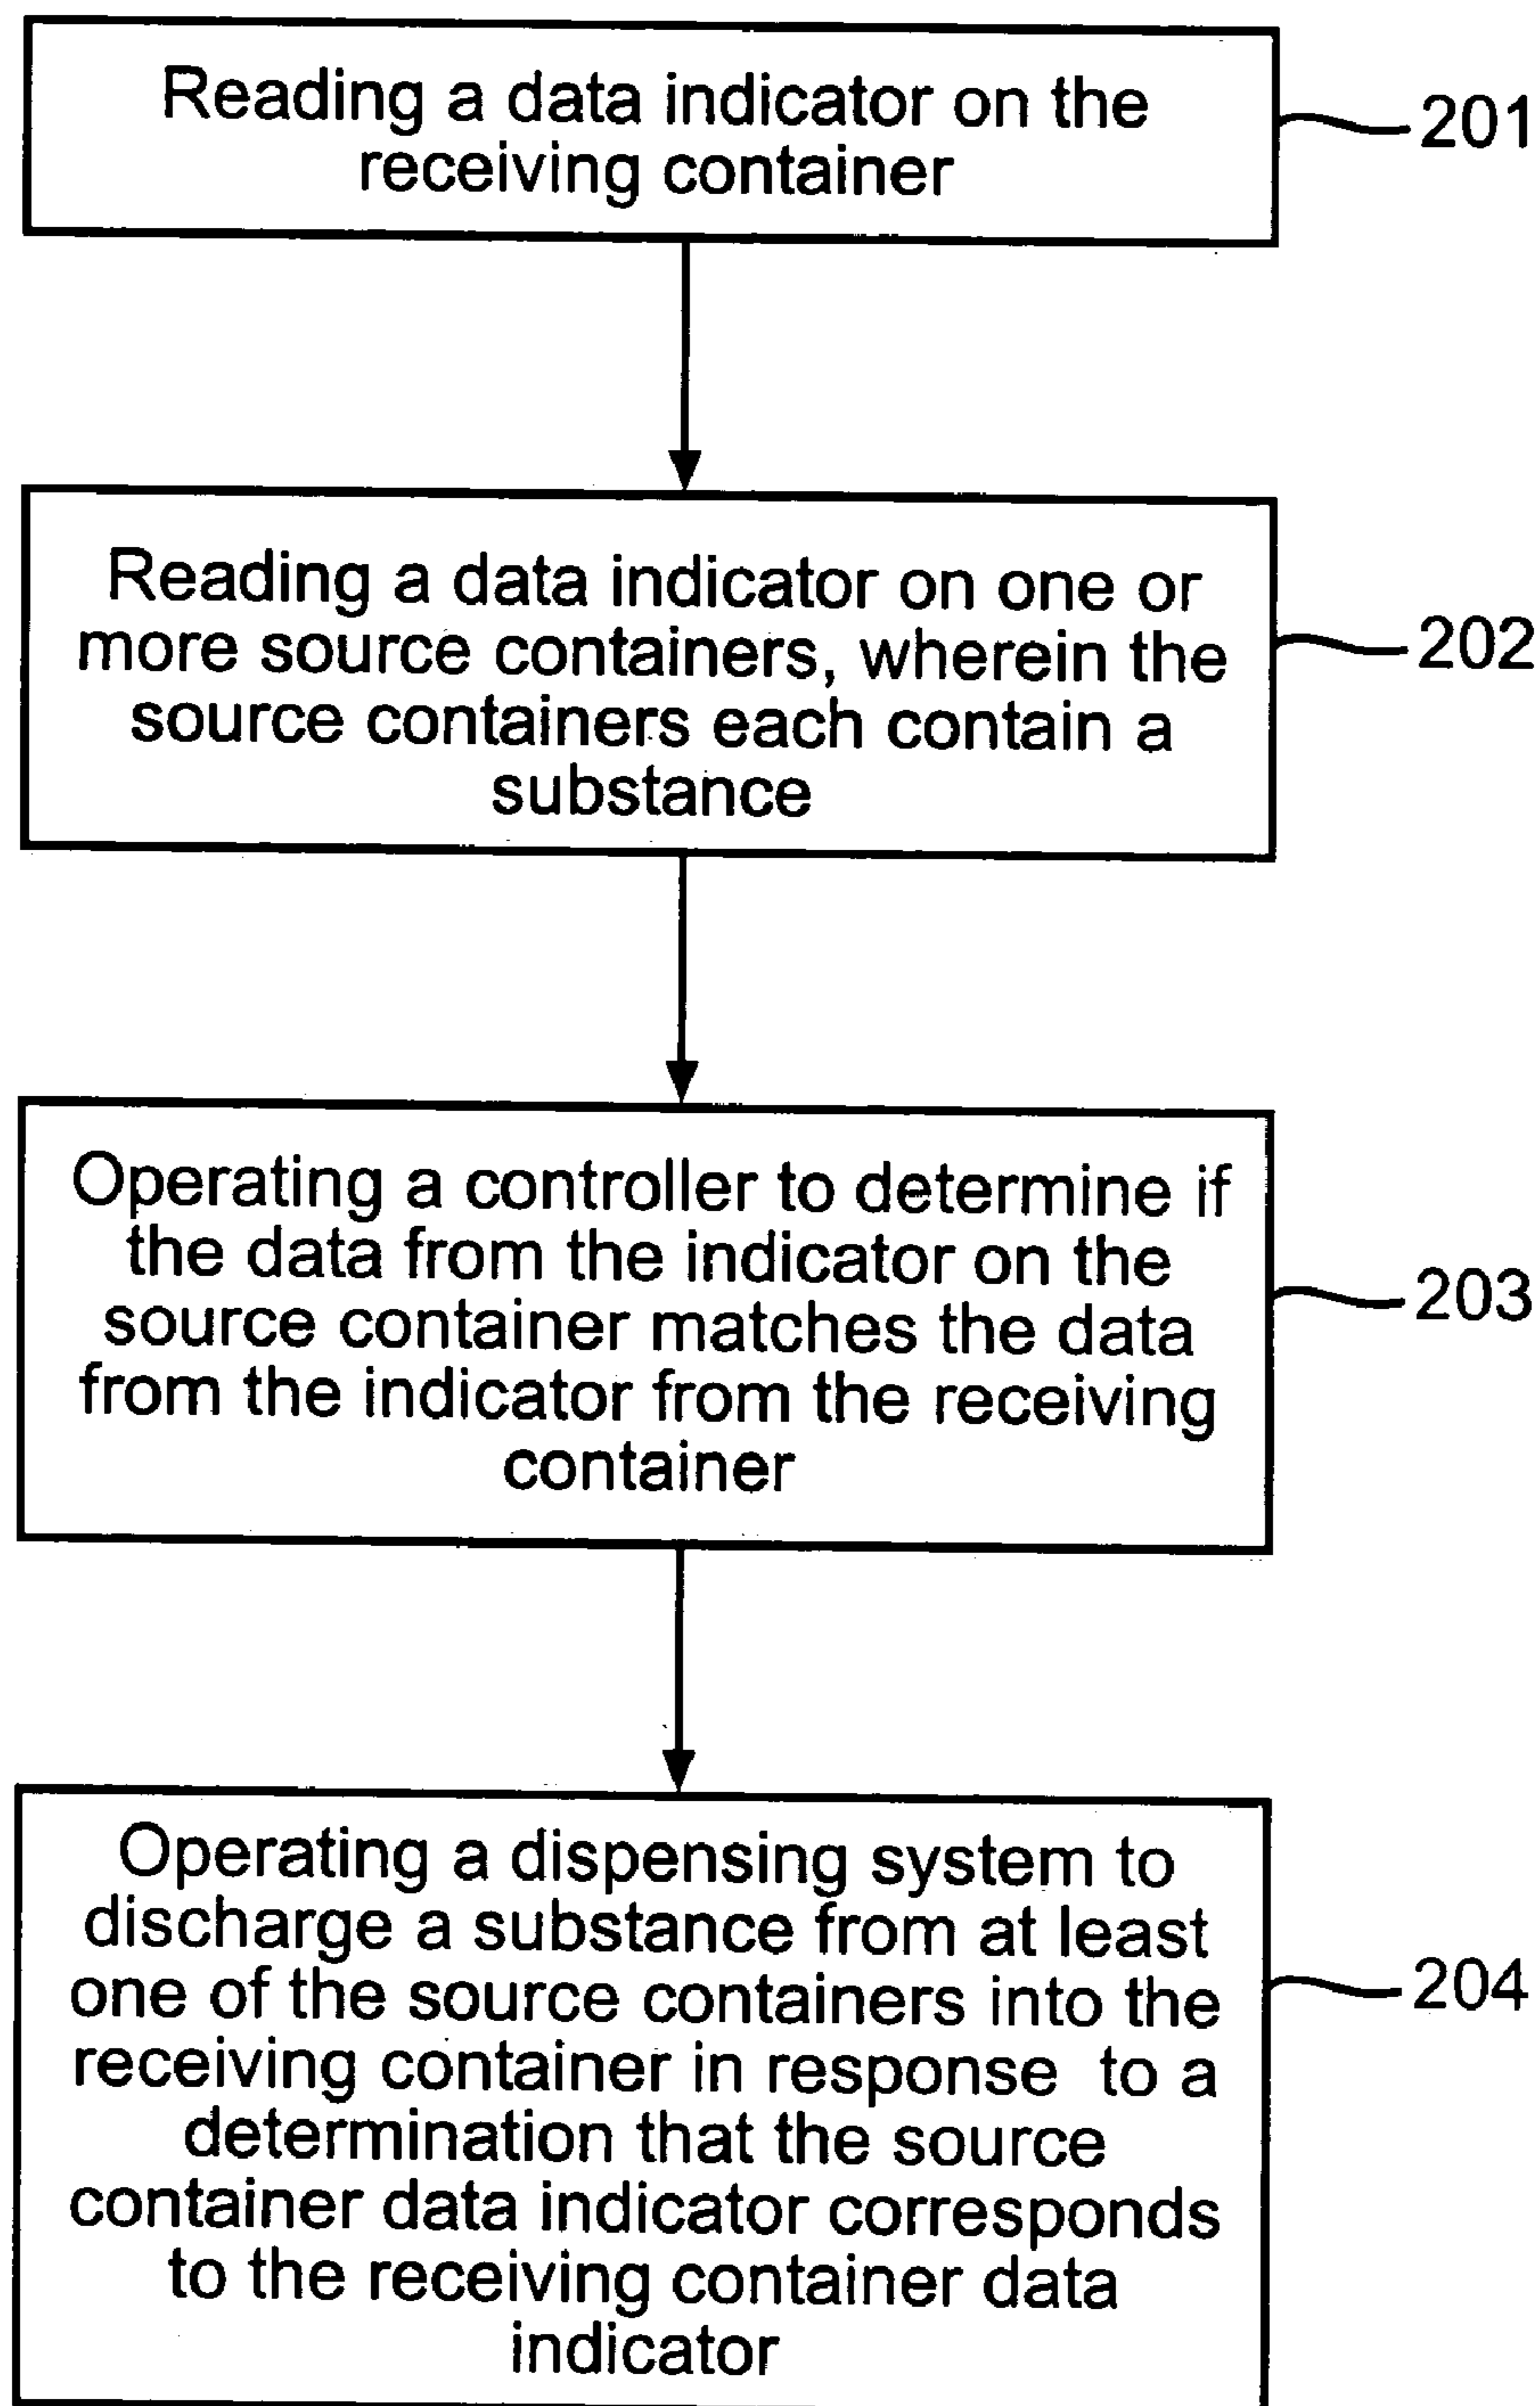 Reading a data indicator on the
receiving container
201
Reading a data indicator on one or
more source containers, wherein the
source containers each contain a
substance
202
Operating a controller to determine if
the data from the indicator on the
source container matches the data
from the indicator from the receiving
container
203
Operating a dispensing system to
discharge a substance from at least
one of the source containers into the
receiving container in response to a
determination that the source
container data indicator corresponds
to the receiving container data
indicator
204